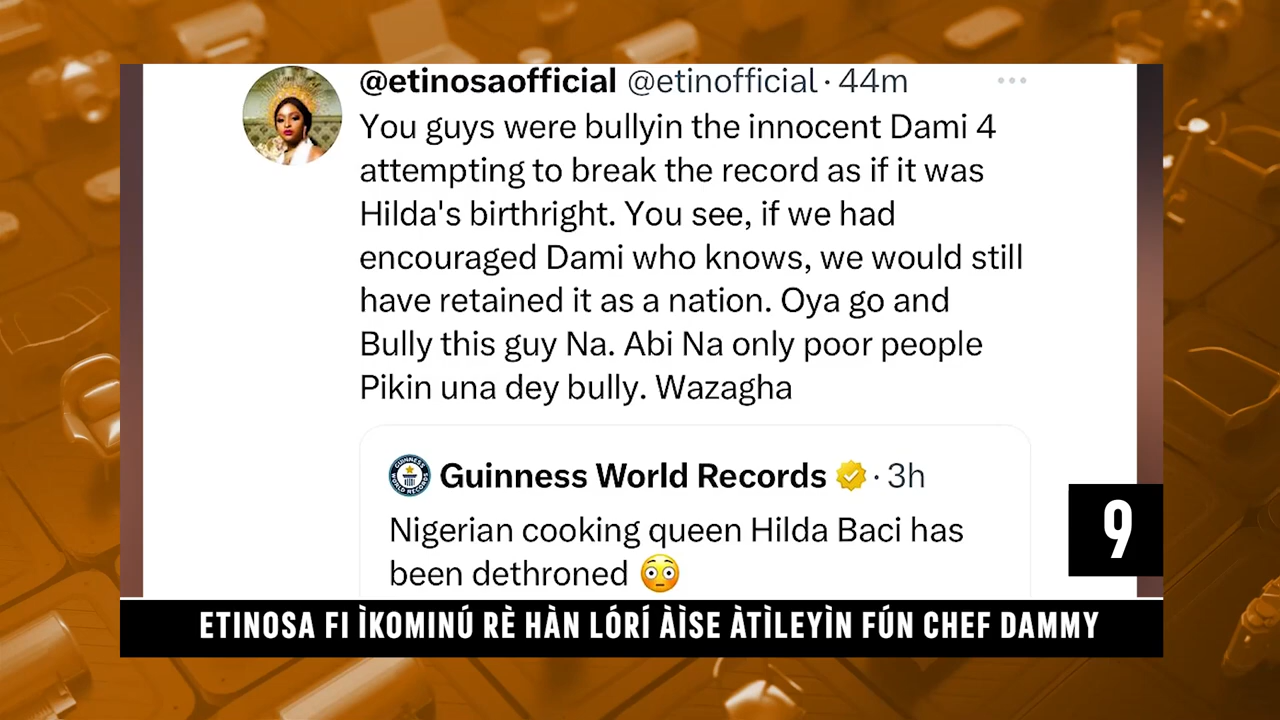 @etinosaofficial @etinofficial · 44m
You guys were bullyin the innocent Dami 4
attempting to break the record as if it was
Hilda's birthright. You see, if we had
encouraged Dami who knows, we would still
have retained it as a nation. Oya go and
Bully this guy Na. Abi Na only poor people
Pikin una dey bully. Wazagha
Guinness World Records · 3h
Nigerian cooking queen Hilda Baci has
been dethroned 😳
9
ETINOSA FI ÌKOMINÚ RÈ HÀN LÓRÍ ÀÌSE ÀTÌLEYÌN FÚN CHEF DAMMY